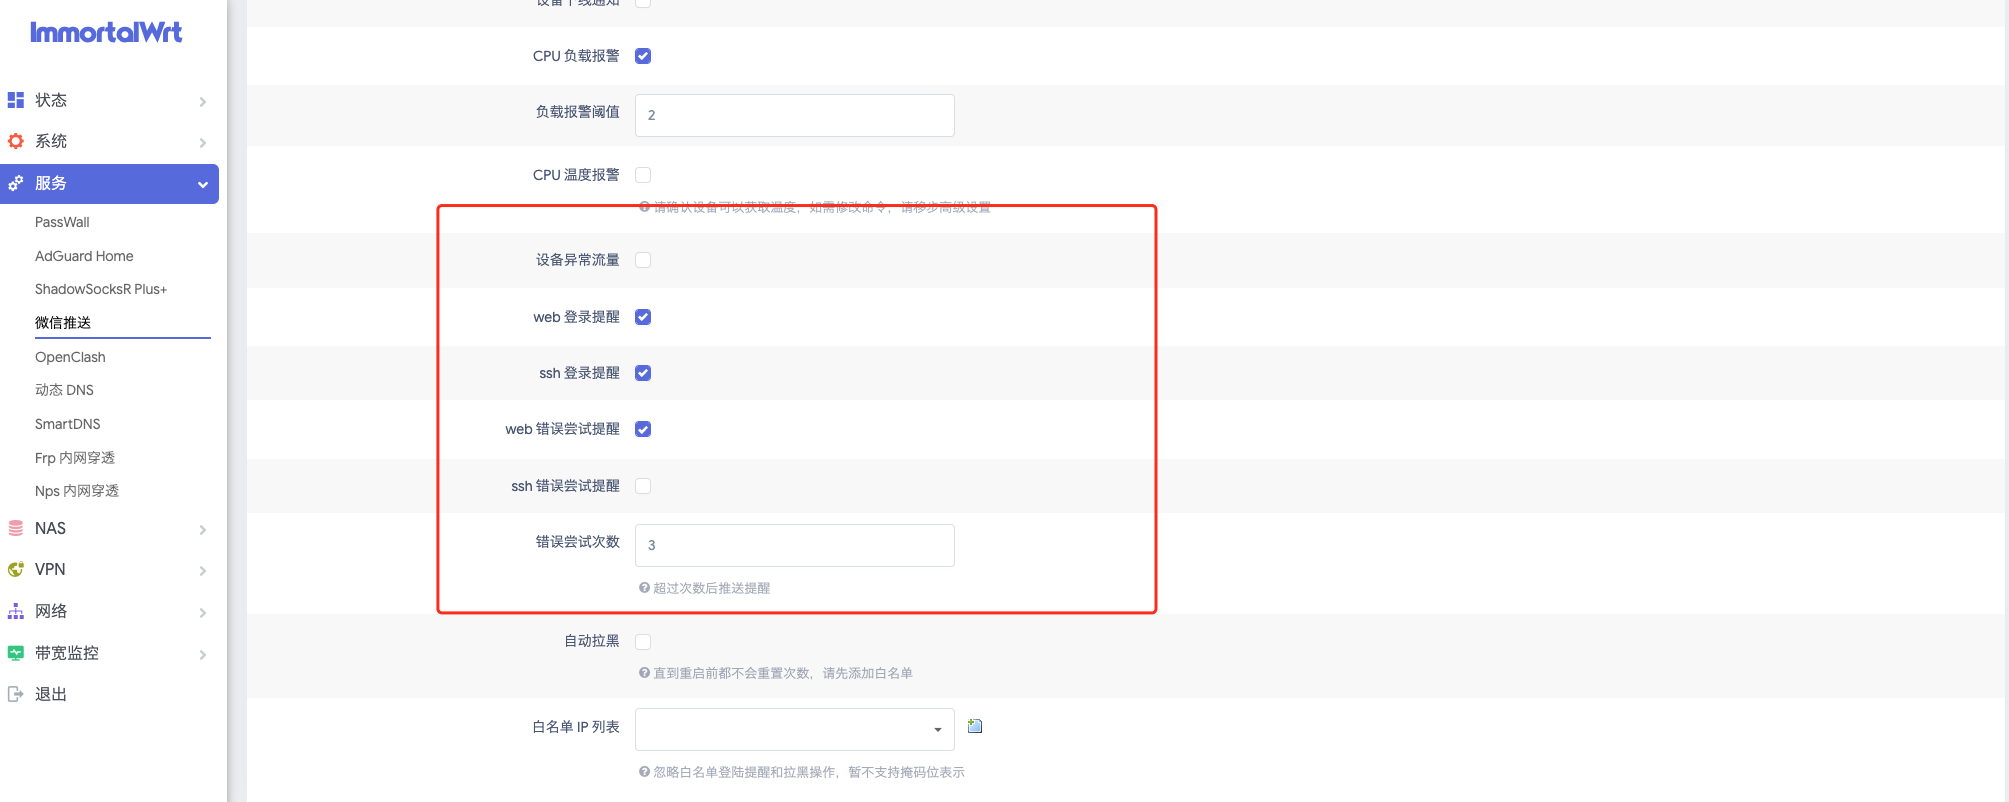 ImmortalWrt
状态
系统
服务
PassWall
AdGuard Home
ShadowSocksR Plus+
微信推送
OpenClash
动态 DNS
SmartDNS
Frp 内网穿透
Nps 内网穿透
NAS
VPN
网络
带宽监控
退出
设备下线通知
CPU 负载报警
负载报警阈值
2
CPU 温度报警
请确认设备可以获取温度，如需修改命令，请移步高级设置
设备异常流量
web 登录提醒
ssh 登录提醒
web 错误尝试提醒
ssh 错误尝试提醒
错误尝试次数
3
超过次数后推送提醒
自动拉黑
直到重启前都不会重置次数，请先添加白名单
白名单 IP 列表
忽略白名单登陆提醒和拉黑操作，暂不支持掩码位表示